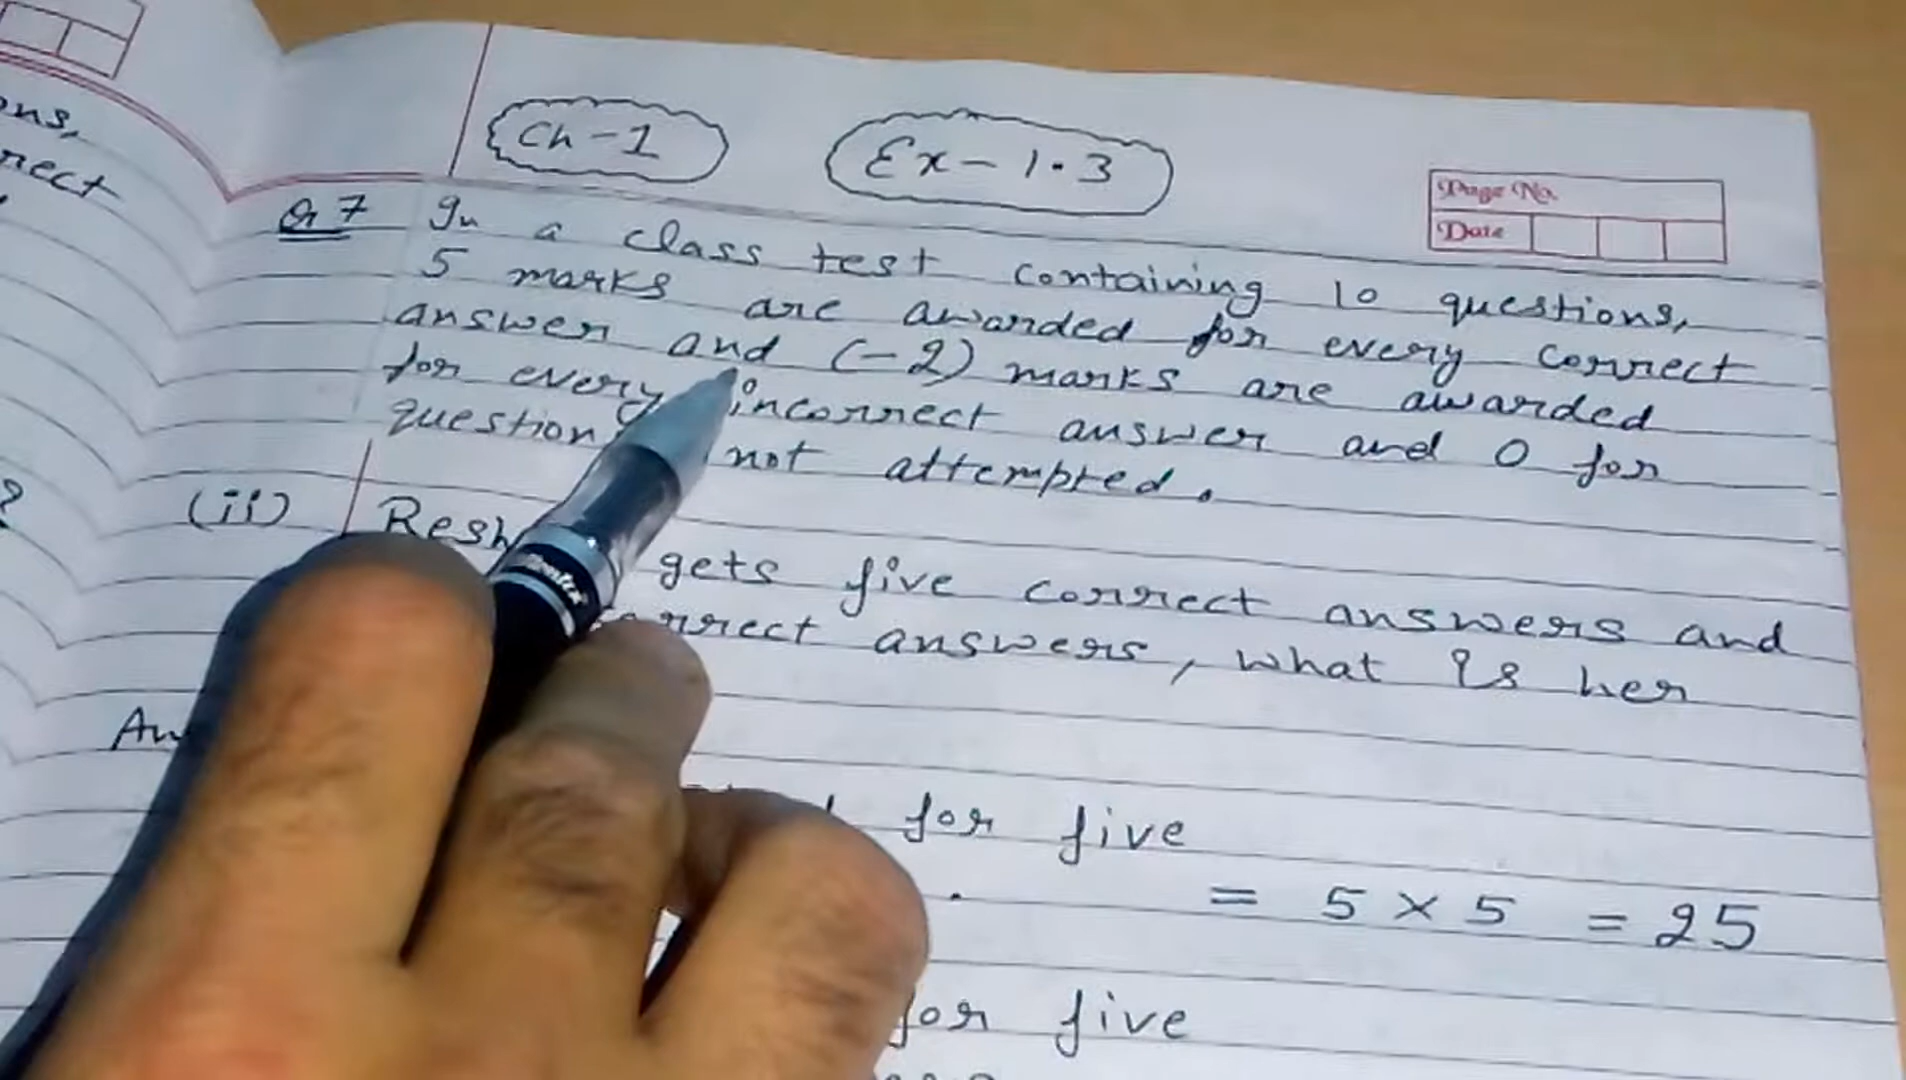 ons,
rect
?
Ch-1 Ex-1.3
Page No.
Date
Q 7 In a class test containing 10 questions,
5 marks are awarded for every correct
answer and (-2) marks are awarded
for every incorrect answer and 0 for
question not attempted.
(ii) Resh gets five correct answers and
orrect answers, what is her
An
for five
= 5 × 5 = 25
for five